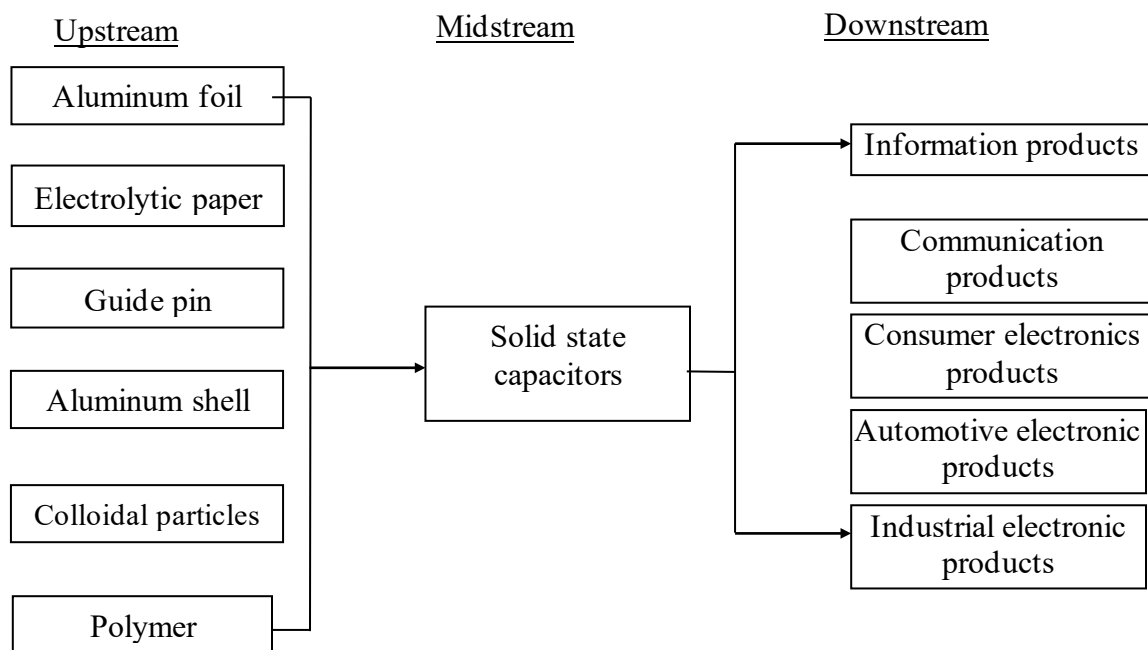 Upstream
Midstream
Downstream
Aluminum foil
Electrolytic paper
Guide pin
Aluminum shell
Colloidal particles
Polymer
Solid state
capacitors
Information products
Communication
products
Consumer electronics
products
Automotive electronic
products
Industrial electronic
products